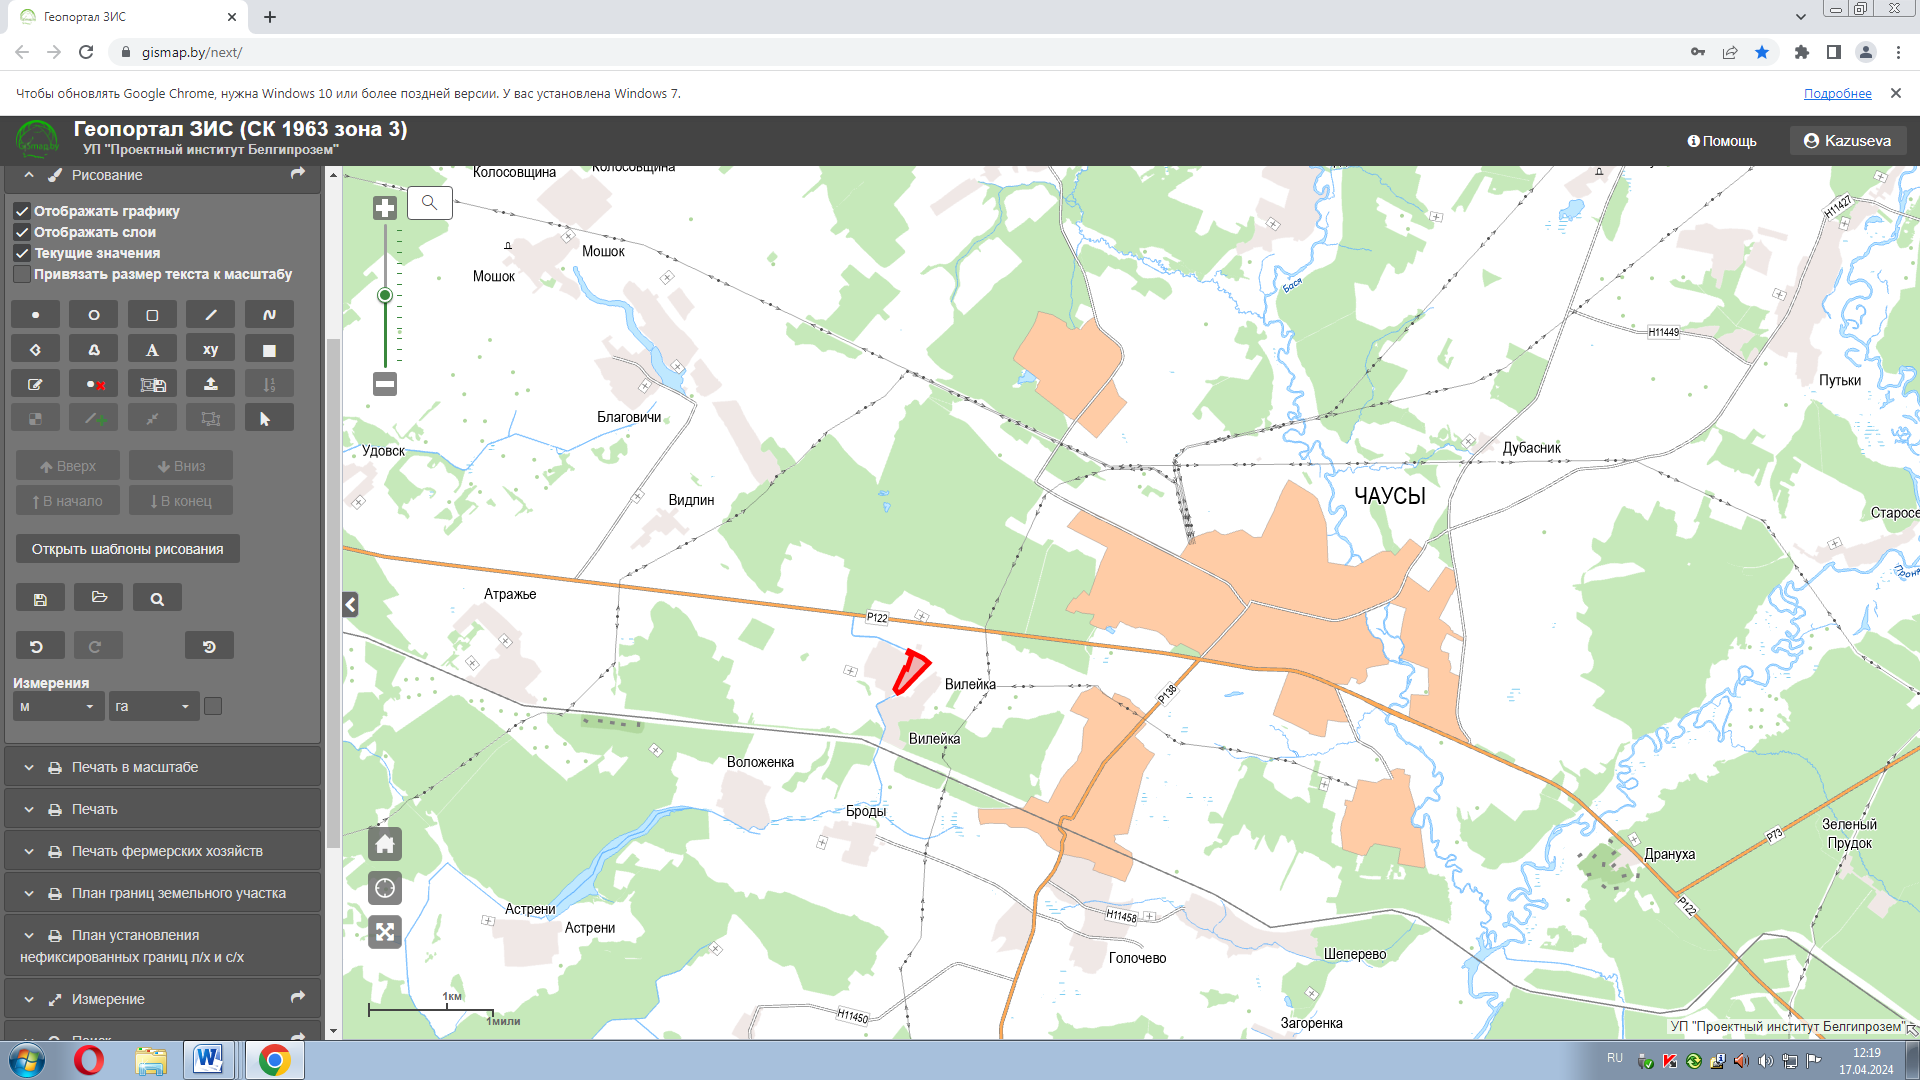 Геопортал ЗИС
gismap.by/next/
Чтобы обновлять Google Chrome, нужна Windows 10 или более поздней версии. У вас установлена Windows 7.
Подробнее
Геопортал ЗИС (СК 1963 зона 3)
УП "Проектный институт Белгипрозем"
Помощь
Kazuseva
Рисование
Отображать графику
Отображать слои
Текущие значения
Привязать размер текста к масштабу
A
xy
Вверх
Вниз
В начало
В конец
Открыть шаблоны рисования
Измерения
м
га
Печать в масштабе
Печать
Печать фермерских хозяйств
План границ земельного участка
План установления
нефиксированных границ л/х и с/х
Измерение
Поиск
Колосовщина
Колосовщина
Мошок
Мошок
Благовичи
Удовск
Видлин
Атражье
Р122
Вилейка
Вилейка
Воложенка
Броды
Астрени
Астрени
Бася
Н11427
Н11449
Путьки
Дубасник
ЧАУСЫ
Старосе
Проня
Р138
Р73
Зеленый
Прудок
Драруха
Р122
Н11458
Голочево
Шеперево
Н11450
Загоренка
1км
1мили
УП "Проектный институт Белгипрозем"
RU
12:19
17.04.2024